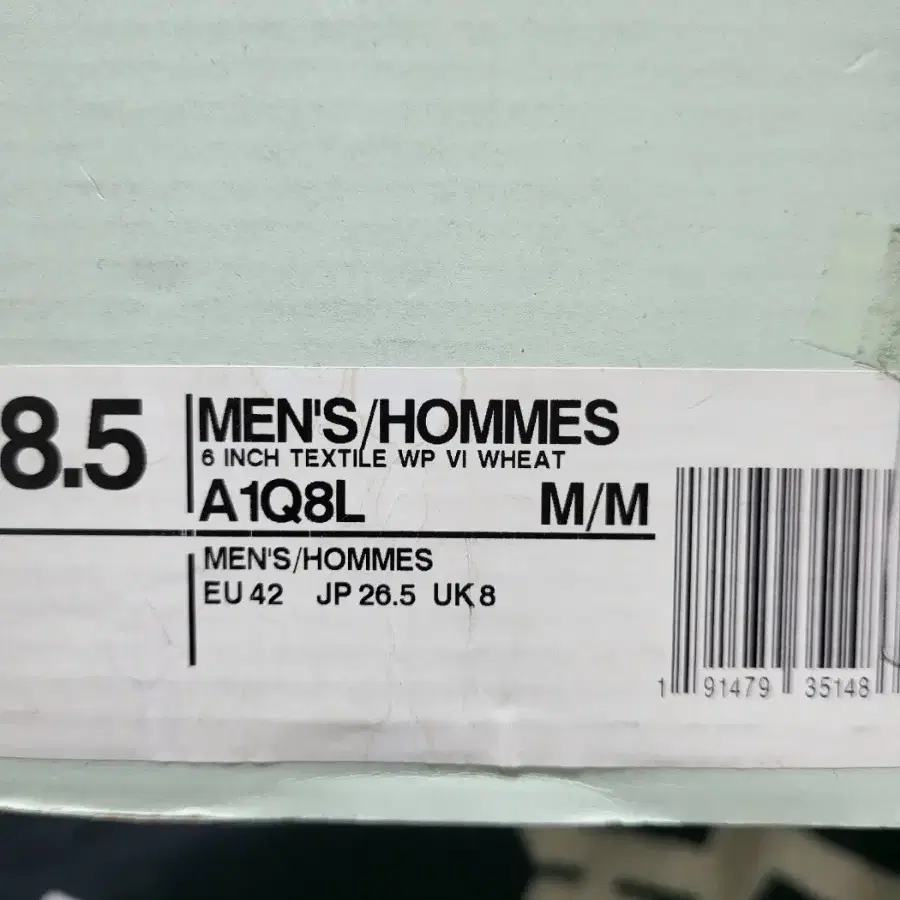 8.5
MEN'S/HOMMES
6 INCH TEXTILE WP VI WHEAT
A1Q8L M/M
MEN'S/HOMMES
EU 42 JP 26.5 UK 8
1 91479 35148